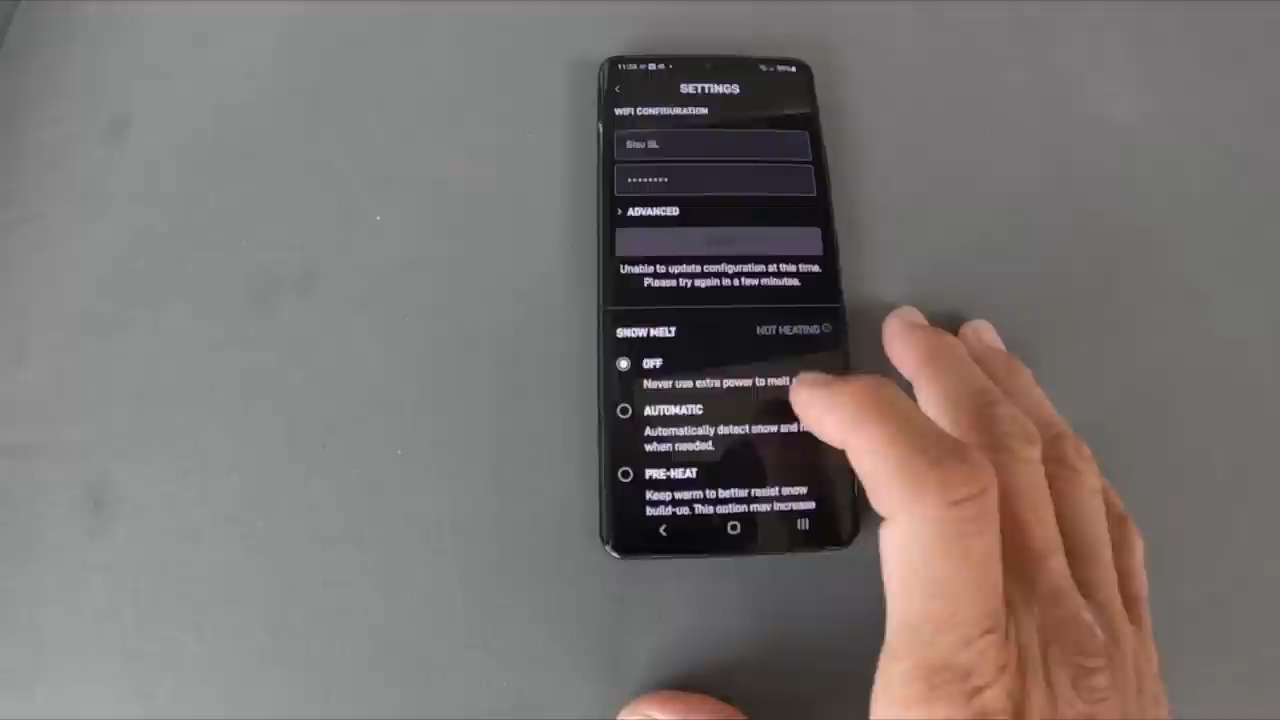 11:58
SETTINGS
WIFI CONFIGURATION
ADVANCED
Unable to update configuration at this time.
Please try again in a few minutes.
SNOW MELT
NOT HEATING
OFF
Never use extra power to melt
AUTOMATIC
Automatically detect snow and
when needed.
PRE-HEAT
Keep warm to better resist snow
build-up. This option may increase